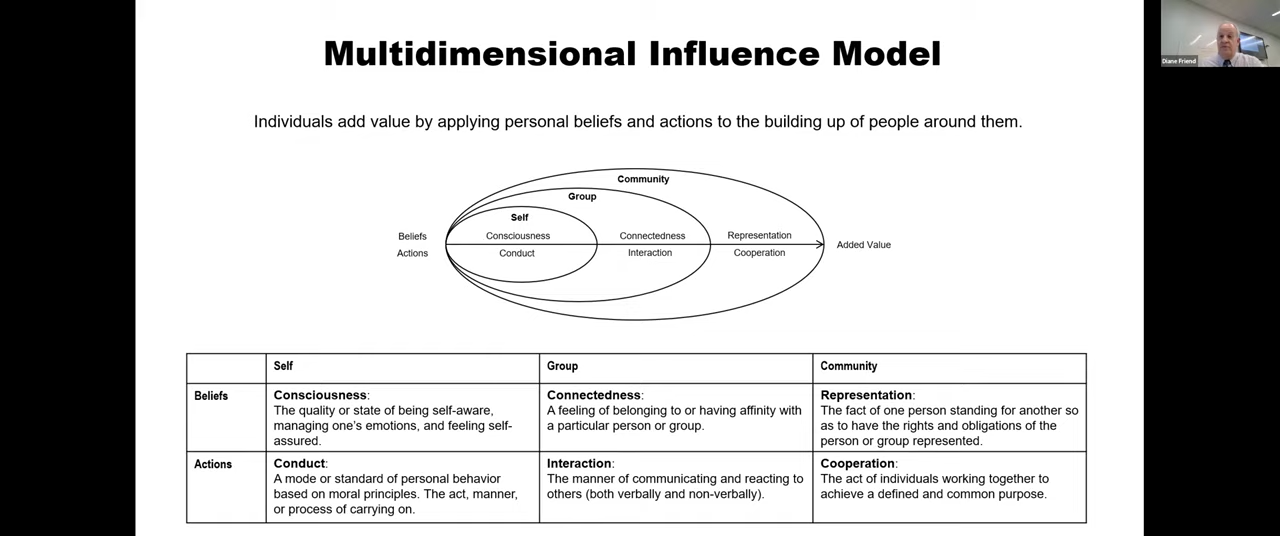 Multidimensional Influence Model
Diane Friend
Individuals add value by applying personal beliefs and actions to the building up of people around them.
Community
Group
Self
Beliefs
Consciousness
Connectedness
Representation
Added Value
Actions
Conduct
Interaction
Cooperation
Self
Group
Community
Beliefs
Consciousness:
The quality or state of being self-aware,
managing one's emotions, and feeling self-
assured.
Connectedness:
A feeling of belonging to or having affinity with
a particular person or group.
Representation:
The fact of one person standing for another so
as to have the rights and obligations of the
person or group represented.
Actions
Conduct:
A mode or standard of personal behavior
based on moral principles. The act, manner,
or process of carrying on.
Interaction:
The manner of communicating and reacting to
others (both verbally and non-verbally).
Cooperation:
The act of individuals working together to
achieve a defined and common purpose.